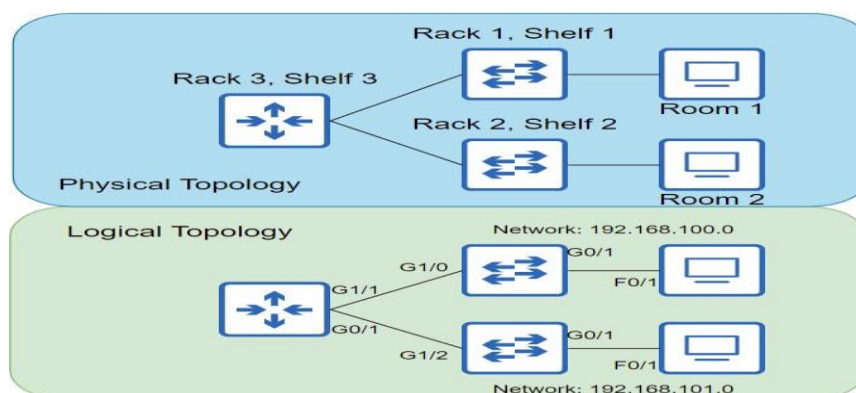 Rack 1, Shelf 1
Rack 3, Shelf 3
Room 1
Rack 2, Shelf 2
Physical Topology
Room 2
Logical Topology
Network: 192.168.100.0
G0/1
G1/0
F0/1
G1/1
G0/1
G0/1
G1/2
F0/1
Network: 192.168.101.0